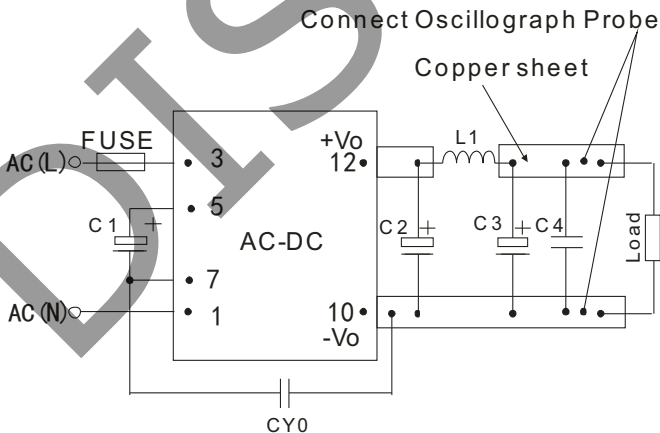 Connect Oscillograph Probe
Copper sheet
FUSE
L1
AC(L)
3
+Vo
12
5
C1
+
AC-DC
C2
+
C3
+
C4
Load
7
AC(N)
1
10
-Vo
CY0
DIS